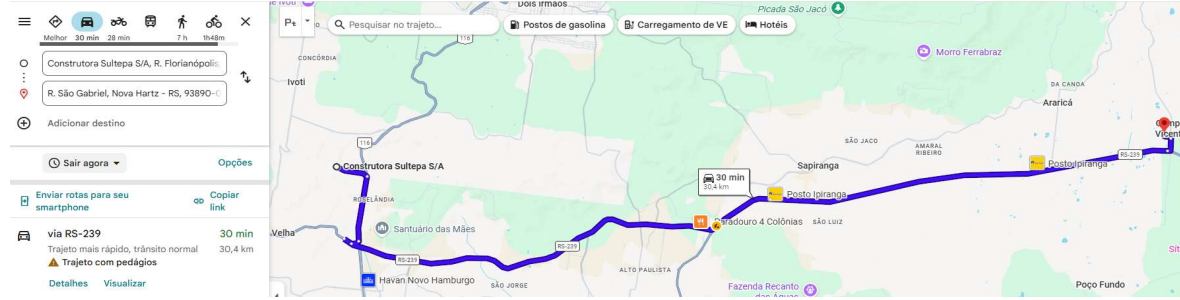 Melhor
30 min
28 min
7 h
1h48m
Construtora Sultepa S/A, R. Florianópolis,
R. São Gabriel, Nova Hartz - RS, 93890-0
Adicionar destino
Sair agora
Opções
Enviar rotas para seu
smartphone
Copiar
link
via RS-239
30 min
Trajeto mais rápido, trânsito normal
30,4 km
Trajeto com pedágios
Detalhes
Visualizar
Pesquisar no trajeto...
Postos de gasolina
Carregamento de VE
Hotéis
Dois Irmãos
Picada São Jacó
116
Morro Ferrabraz
CONCÓRDIA
Ivoti
DA CANOA
Araricá
116
SÃO JACO
AMARAL
RIBEIRO
RS-239
Construtora Sultepa S/A
Sapiranga
Posto Ipiranga
30 min
30,4 km
Posto Ipiranga
ROSELÂNDIA
Paradouro 4 Colônias
SÃO LUIZ
Velha
Santuário das Mães
RS-239
RS-239
ALTO PAULISTA
Havan Novo Hamburgo
SÃO JORGE
Fazenda Recanto
das Águas
Poço Fundo